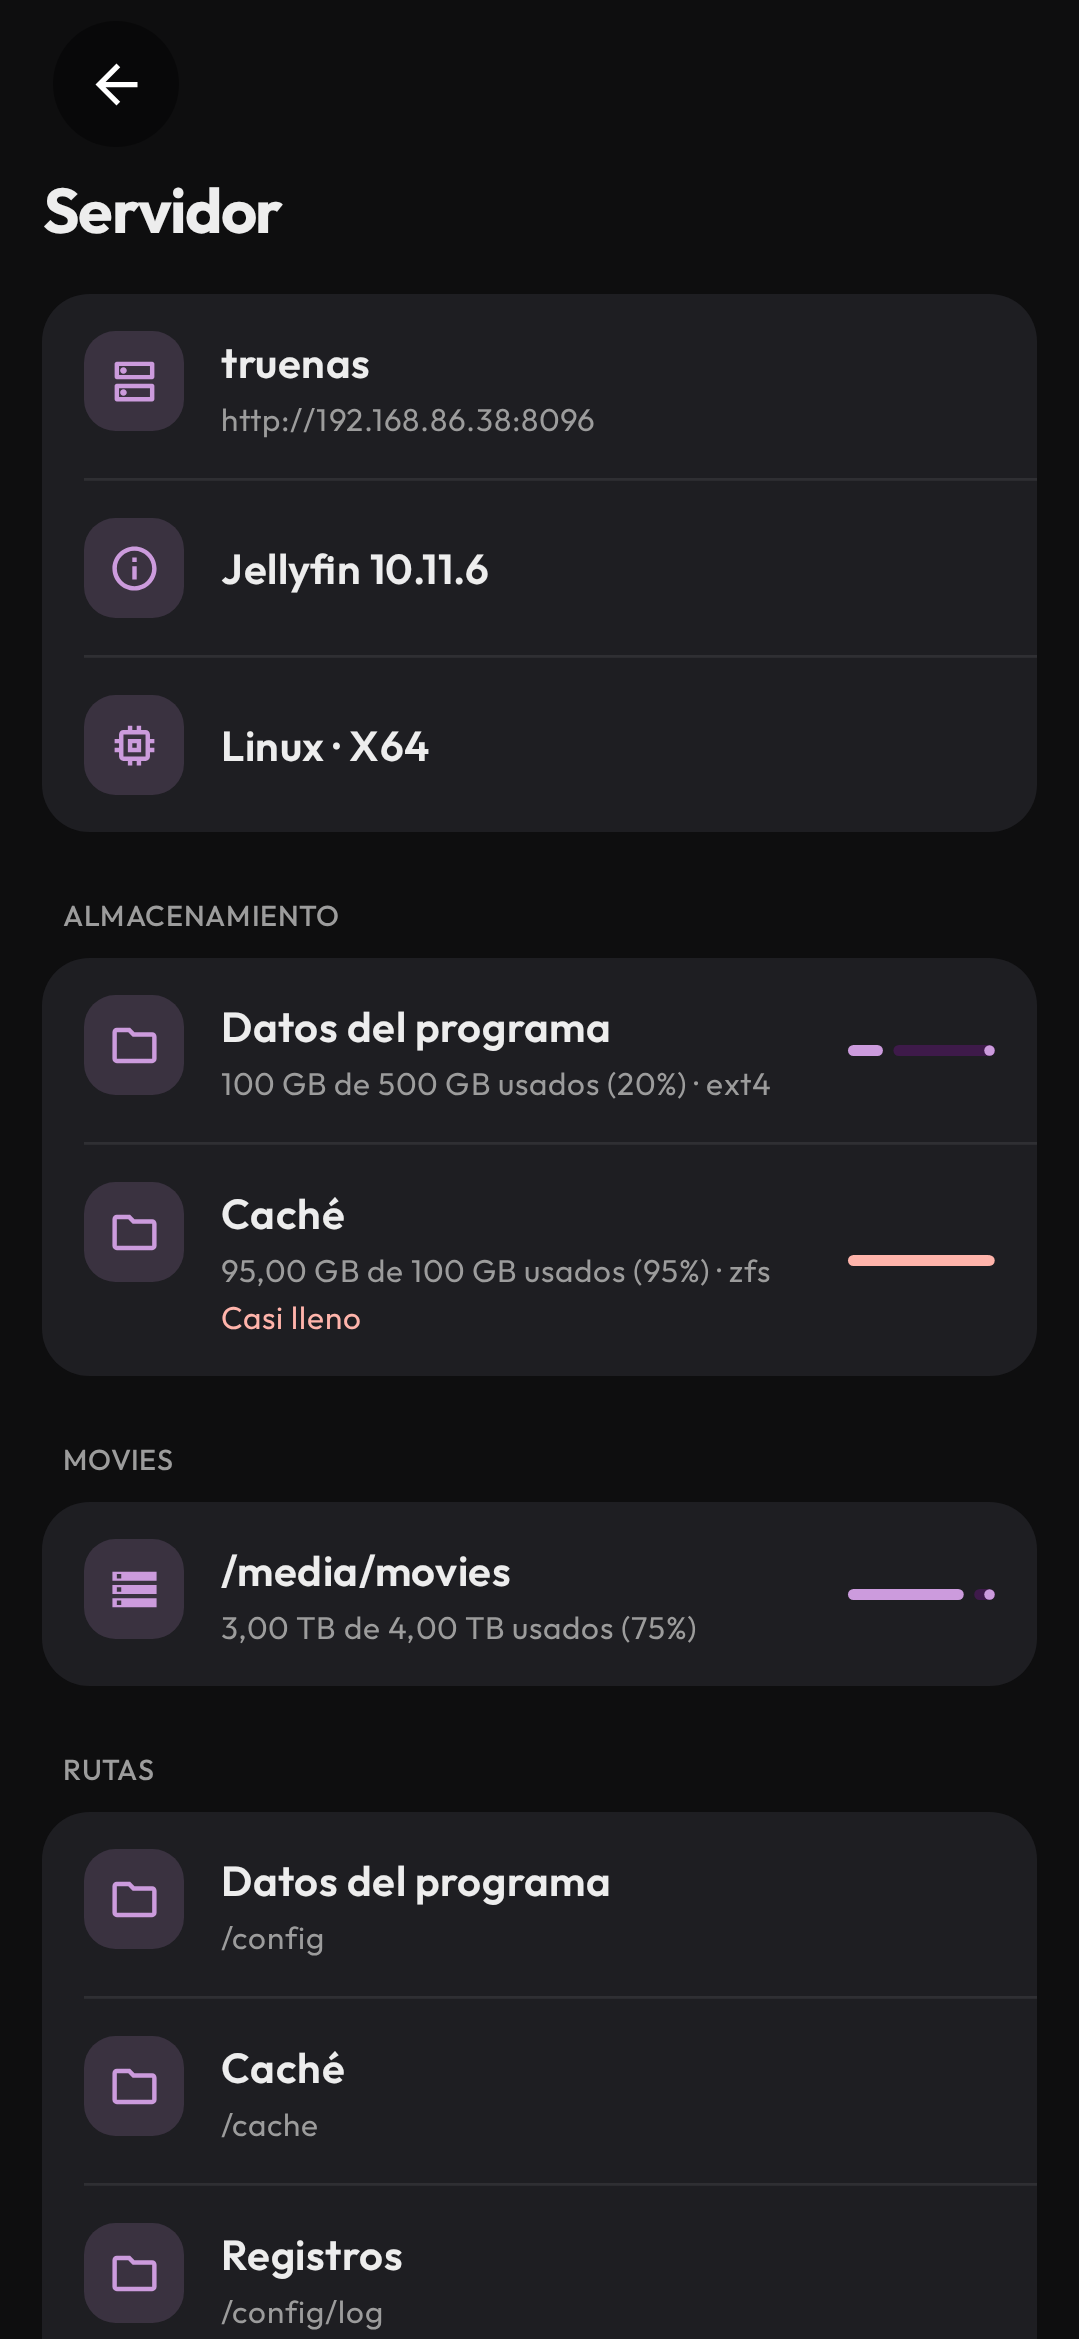 Servidor
truenas
http://192.168.86.38:8096
Jellyfin 10.11.6
Linux · X64
ALMACENAMIENTO
Datos del programa
100 GB de 500 GB usados (20%) · ext4
Caché
95,00 GB de 100 GB usados (95%) · zfs
Casi lleno
MOVIES
/media/movies
3,00 TB de 4,00 TB usados (75%)
RUTAS
Datos del programa
/config
Caché
/cache
Registros
/config/log